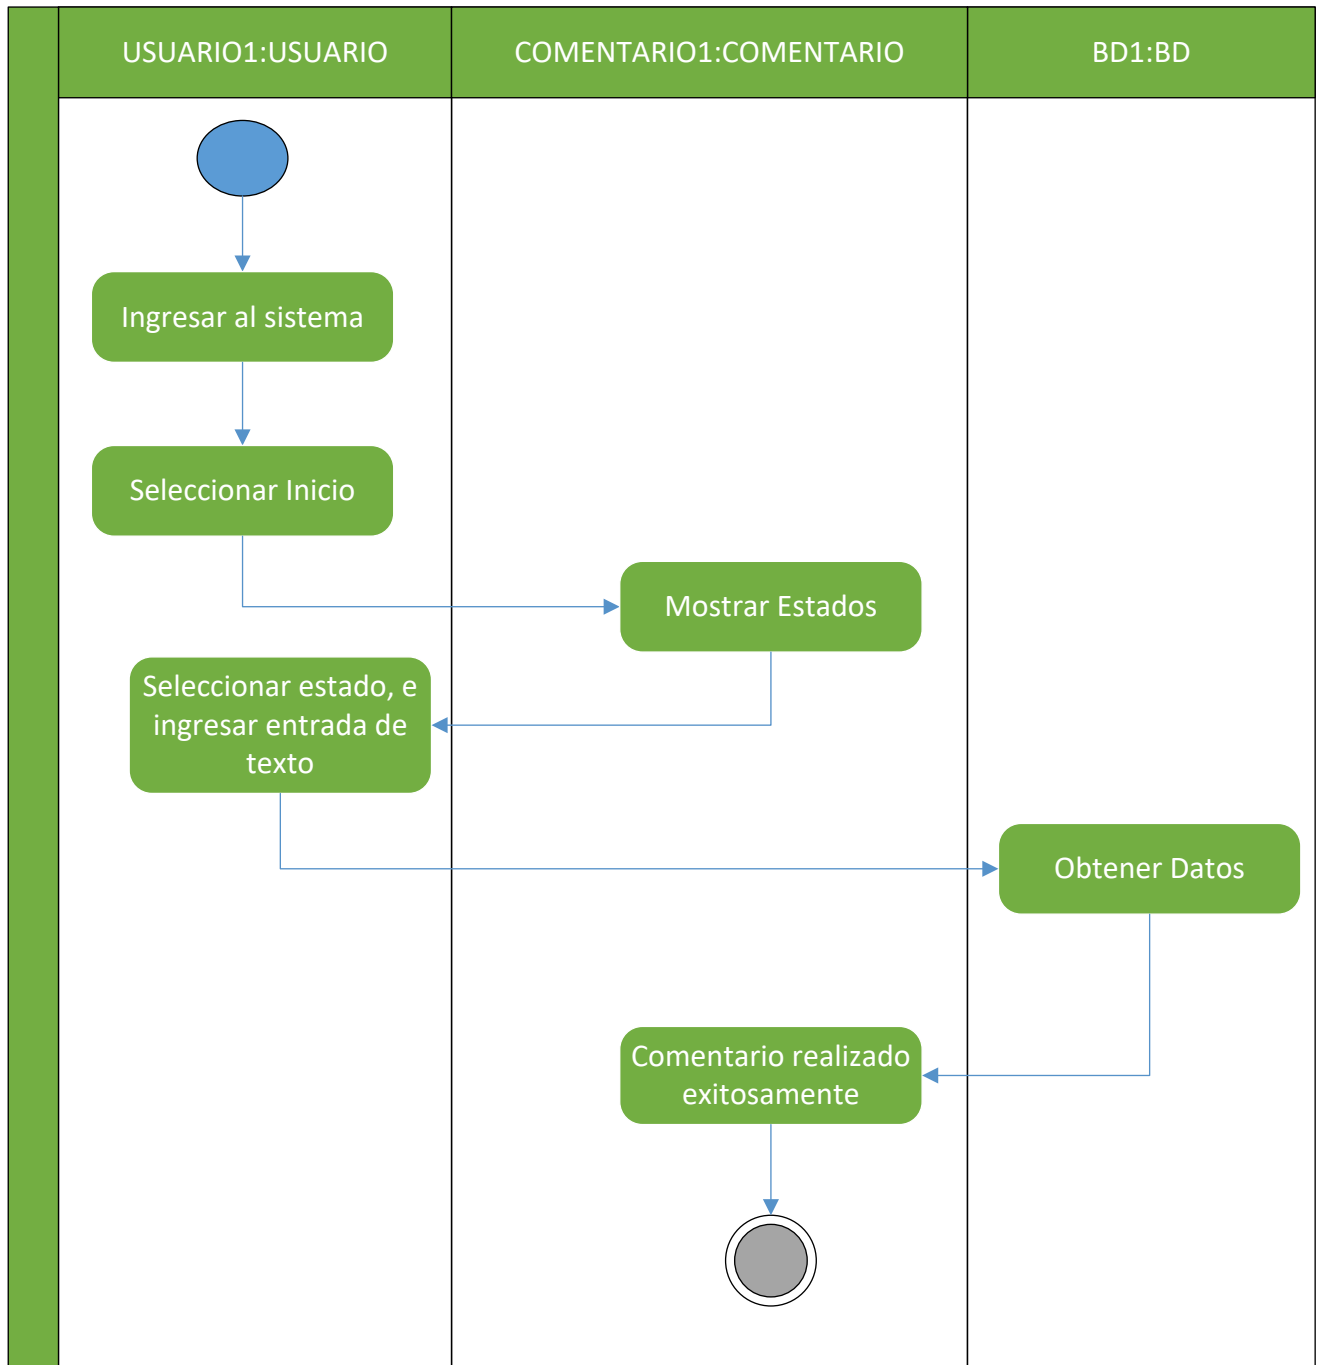 USUARIO1:USUARIO
COMENTARIO1:COMENTARIO
BD1:BD
Ingresar al sistema
Seleccionar Inicio
Mostrar Estados
Seleccionar estado, e
ingresar entrada de
texto
Obtener Datos
Comentario realizado
exitosamente